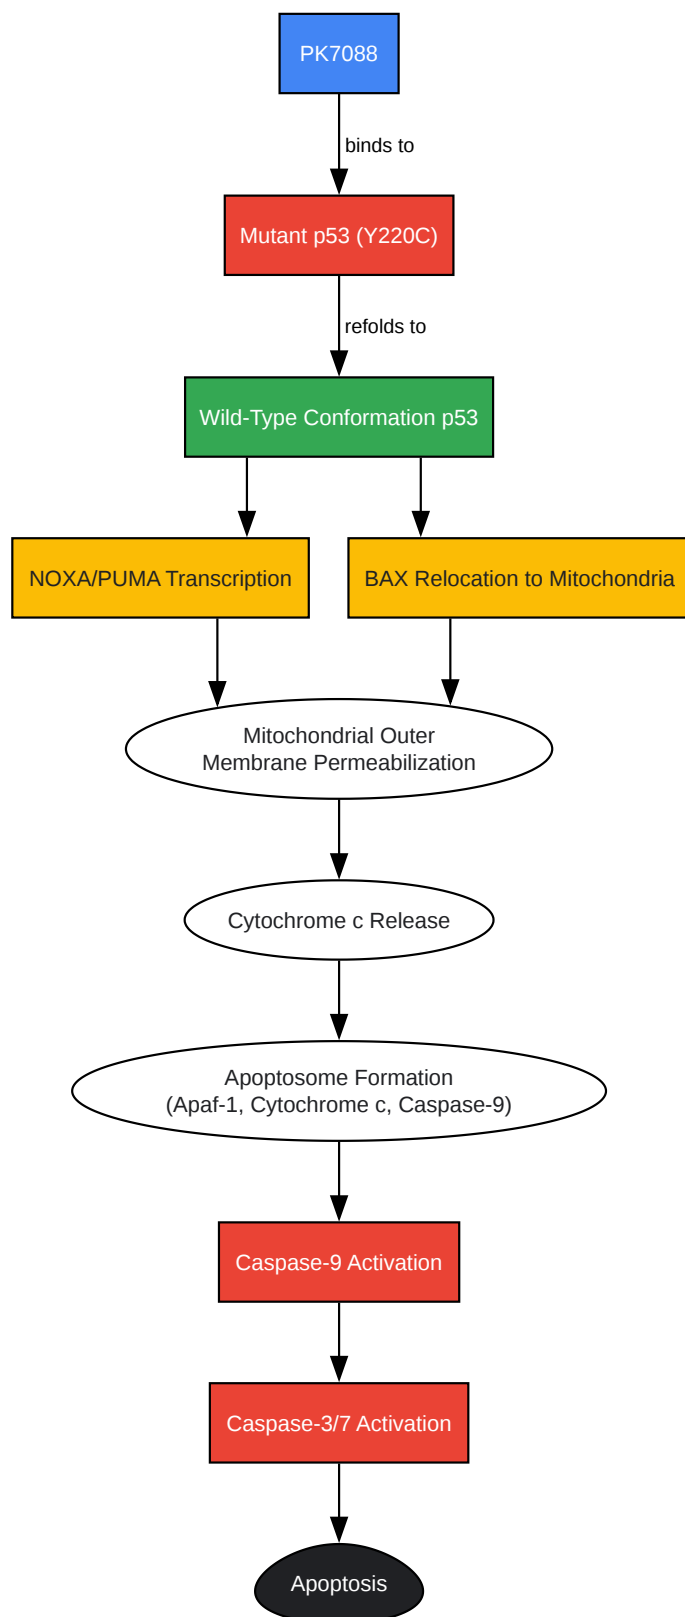 PK7088
binds to
Mutant p53 (Y220C)
refolds to
Wild-Type Conformation p53
NOXA/PUMA Transcription
BAX Relocation to Mitochondria
Mitochondrial Outer
Membrane Permeabilization
Cytochrome c Release
Apoptosome Formation
(Apaf-1, Cytochrome c, Caspase-9)
Caspase-9 Activation
Caspase-3/7 Activation
Apoptosis